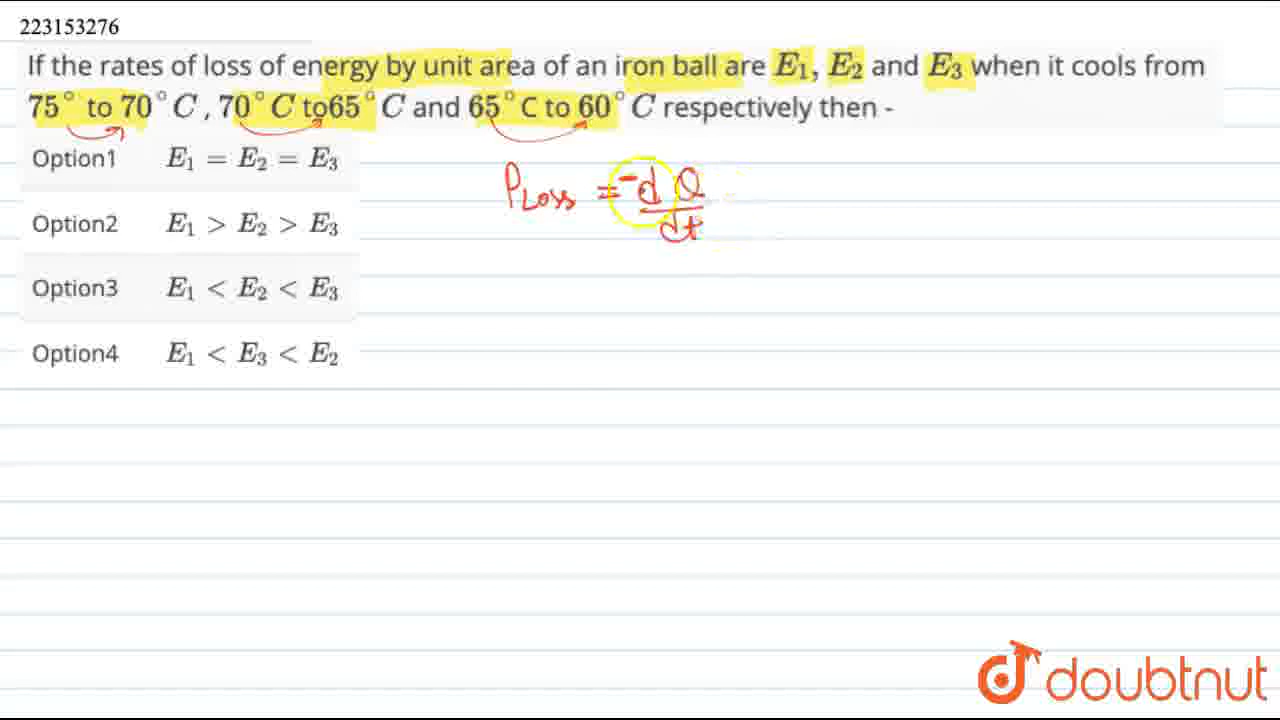 223153276
If the rates of loss of energy by unit area of an iron ball are E₁, E₂ and E₃ when it cools from
75° to 70°C, 70°C to65°C and 65°C to 60°C respectively then -
Option1 E₁ = E₂ = E₃
P_Loss = -dQ/dt
Option2 E₁ > E₂ > E₃
Option3 E₁ < E₂ < E₃
Option4 E₁ < E₃ < E₂
doubtnut